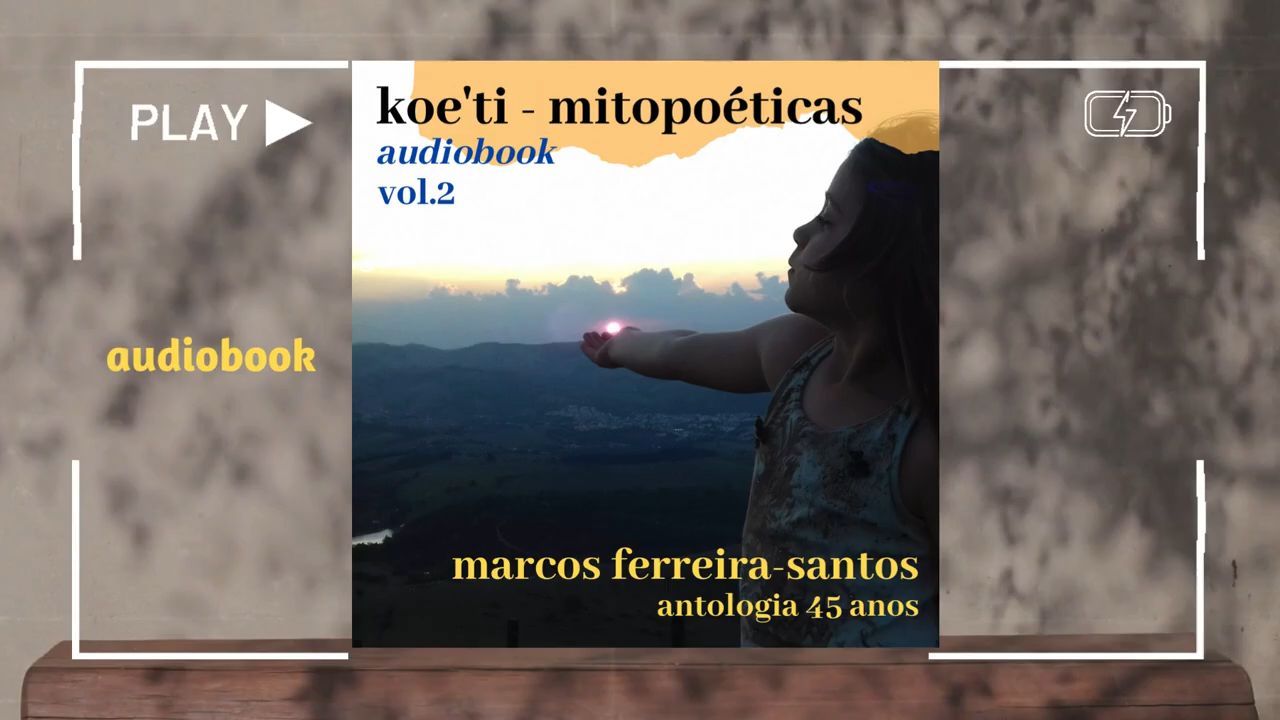 PLAY
koe'ti - mitopoéticas
audiobook
vol.2
audiobook
marcos ferreira-santos
antologia 45 anos